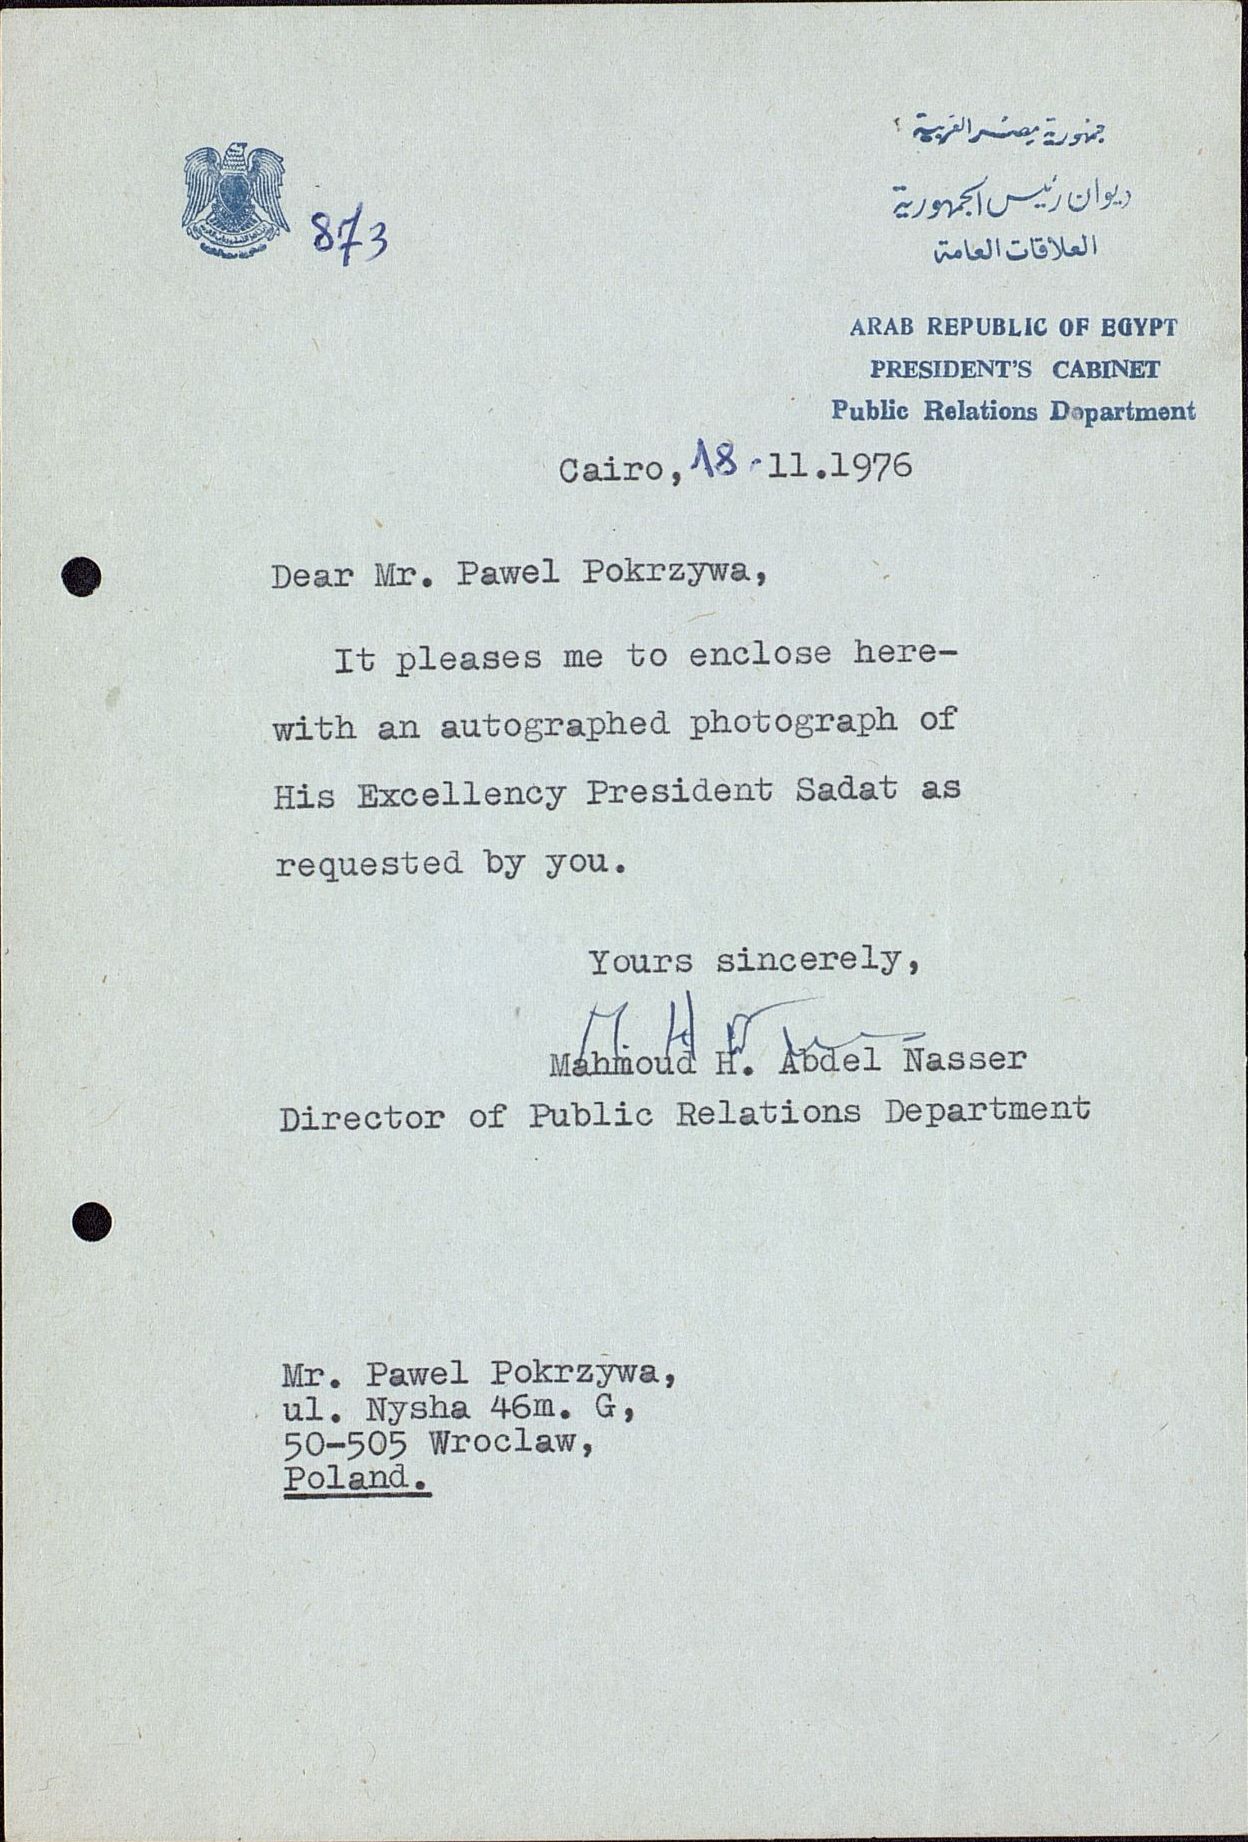 873
جمهورية مصر العربية
ديوان رئيس الجمهورية
العلاقات العامة
ARAB REPUBLIC OF EGYPT
PRESIDENT'S CABINET
Public Relations Department
Cairo, 18-11.1976
Dear Mr. Pawel Pokrzywa,
It pleases me to enclose here-
with an autographed photograph of
His Excellency President Sadat as
requested by you.
Yours sincerely,
Mahmoud H. Abdel Nasser
Director of Public Relations Department
Mr. Pawel Pokrzywa,
ul. Nysha 46m. G,
50-505 Wroclaw,
Poland.